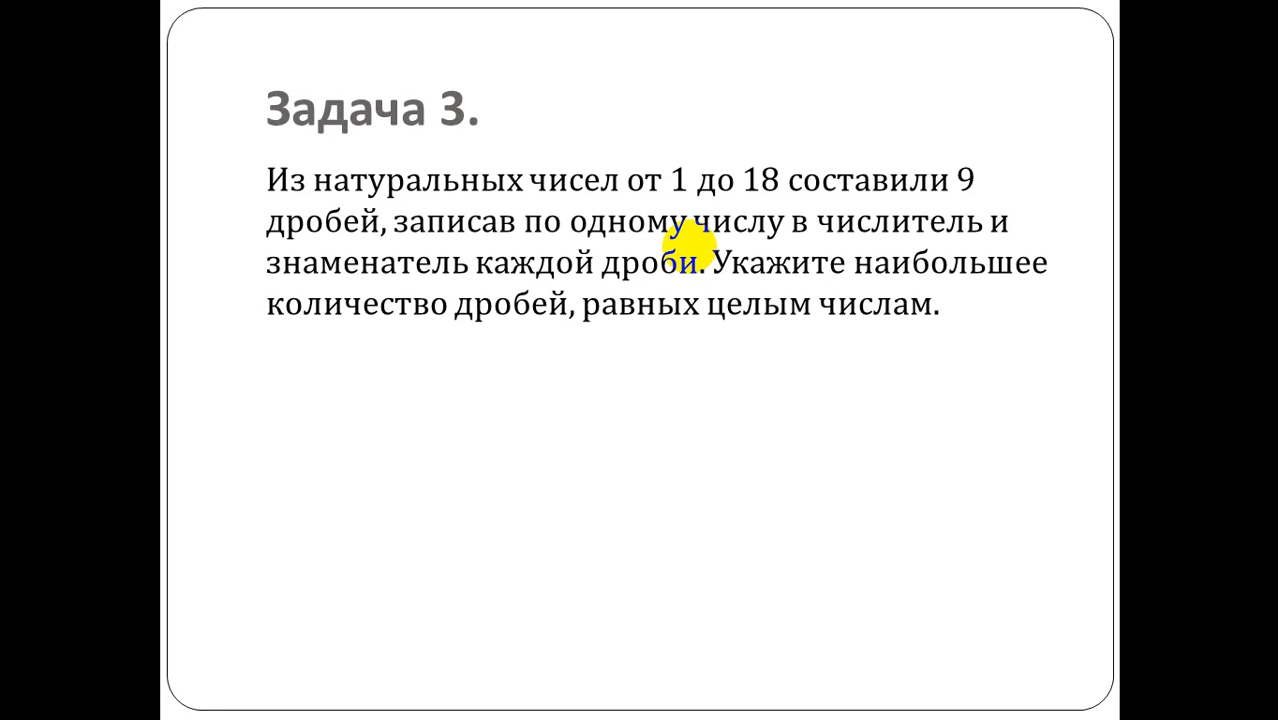 Задача 3.
Из натуральных чисел от 1 до 18 составили 9
дробей, записав по одному числу в числитель и
знаменатель каждой дроби. Укажите наибольшее
количество дробей, равных целым числам.